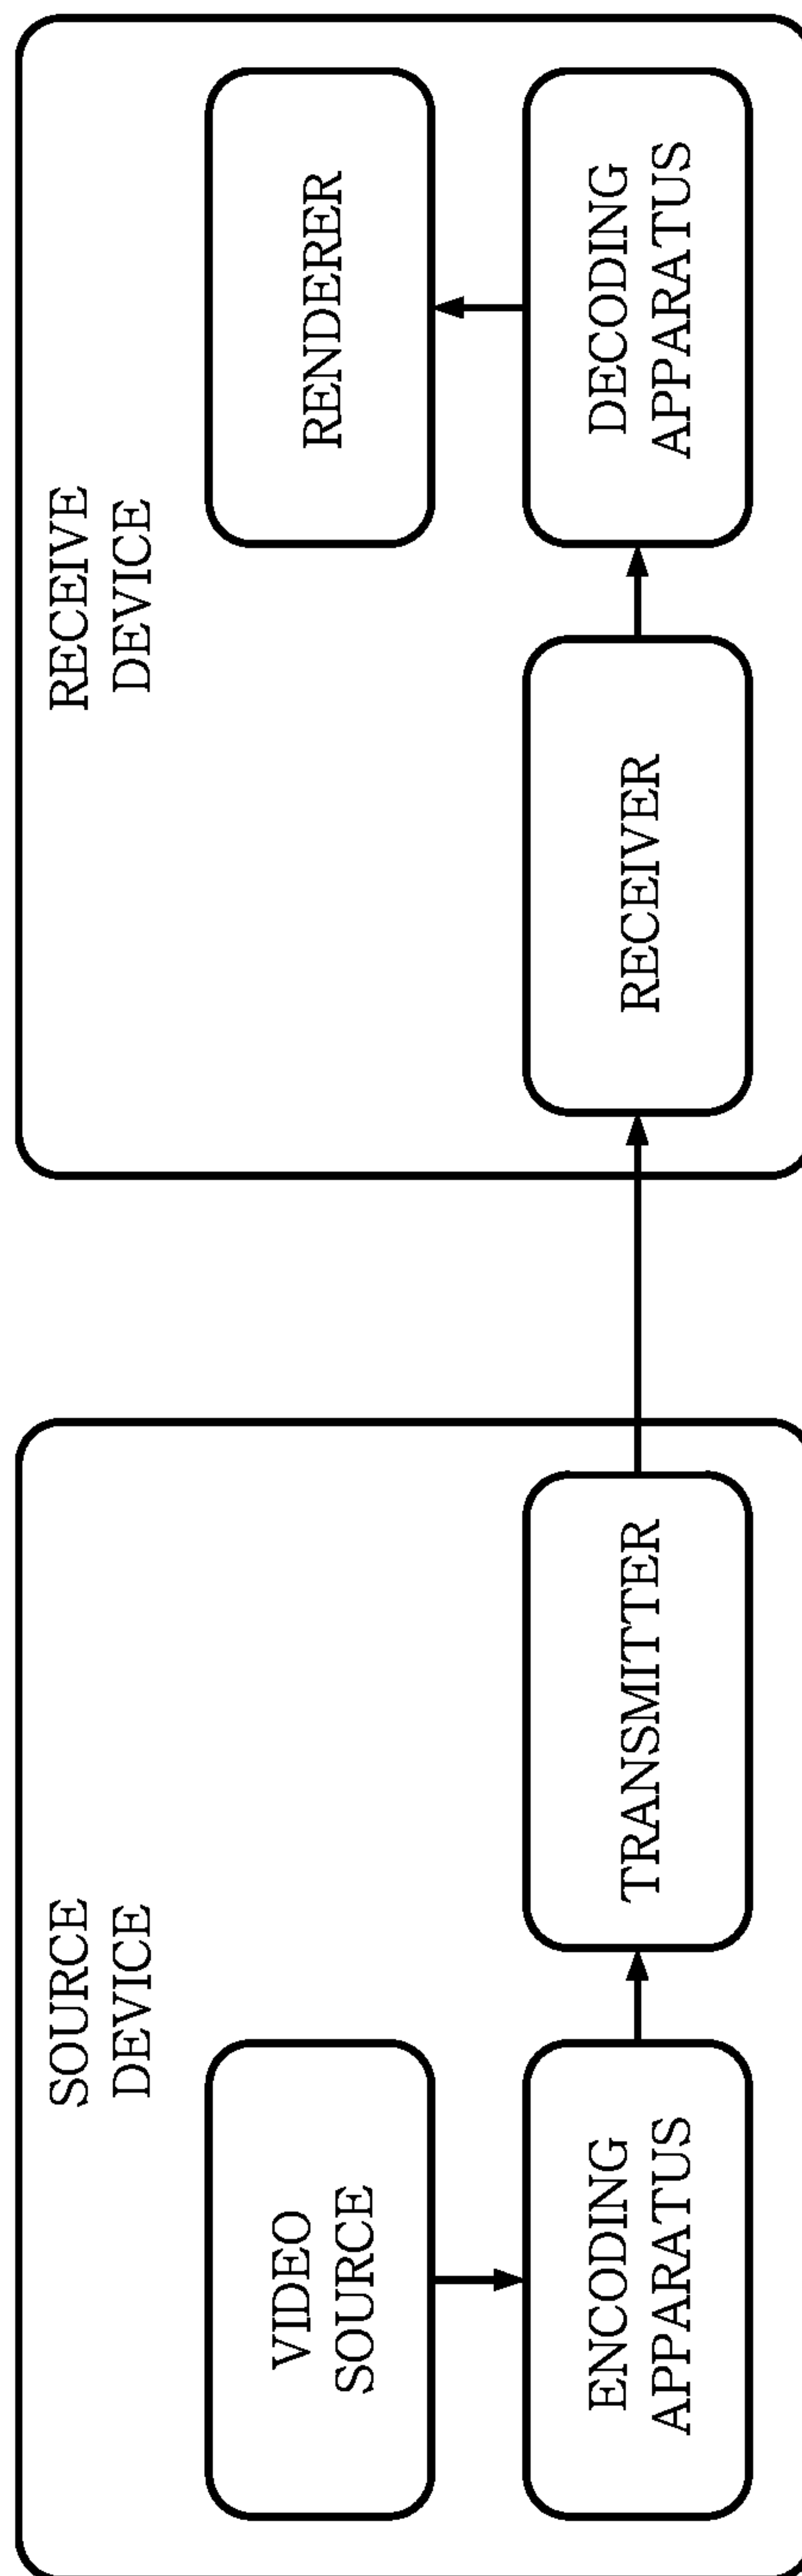 SOURCE
DEVICE
VIDEO
SOURCE
ENCODING
APPARATUS
TRANSMITTER
RECEIVE
DEVICE
RECEIVER
DECODING
APPARATUS
RENDERER